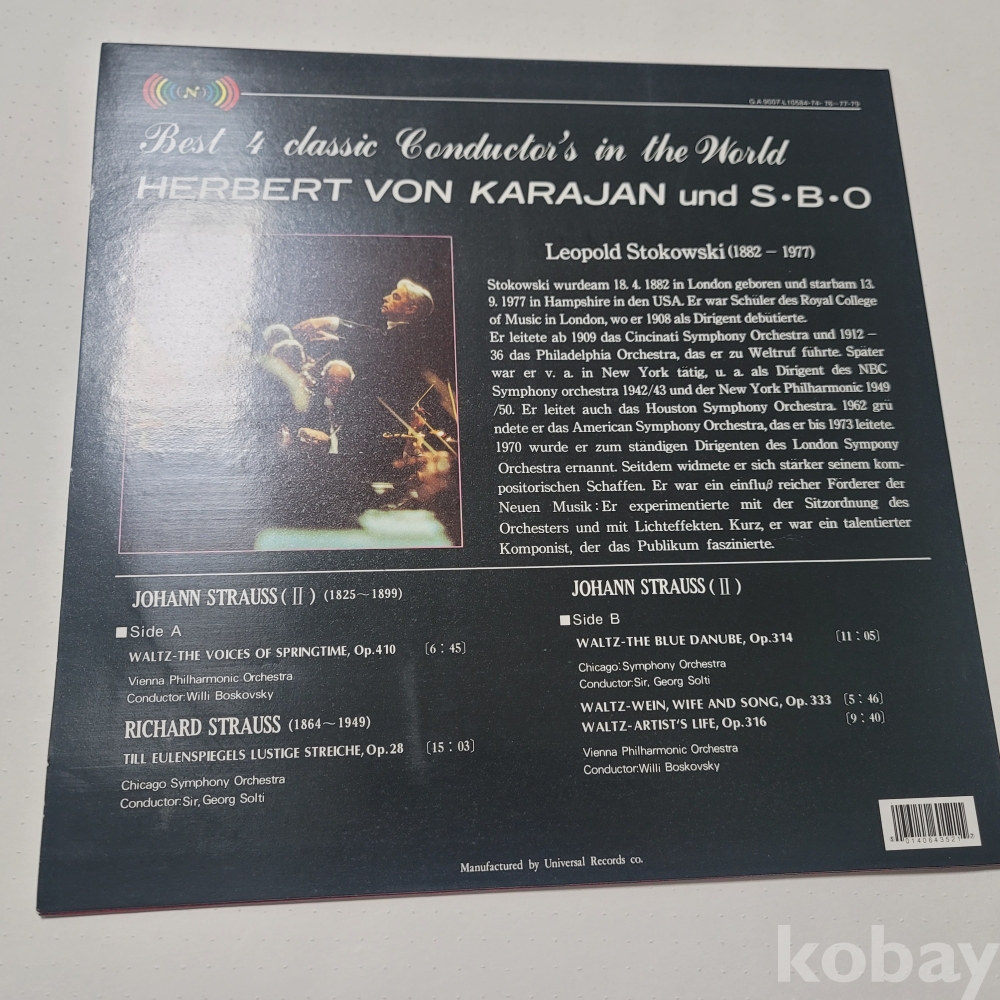 N
Best 4 classic Conductor's in the World
HERBERT VON KARAJAN und S•B•O
Leopold Stokowski (1882 – 1977)
Stokowski wurdeam 18. 4. 1882 in London geboren und starbam 13.
9. 1977 in Hampshire in den USA. Er war Schüler des Royal College
of Music in London, wo er 1908 als Dirigent debütierte.
Er leitete ab 1909 das Cincinati Symphony Orchestra und 1912 –
36 das Philadelphia Orchestra, das er zu Weltruf führte. Später
war er v. a. in New York tätig, u. a. als Dirigent des NBC
Symphony orchestra 1942/43 und der New York Philharmonic 1949
/50. Er leitet auch das Houston Symphony Orchestra. 1962 grü
ndete er das American Symphony Orchestra, das er bis 1973 leitete.
1970 wurde er zum ständigen Dirigenten des London Sympony
Orchestra ernannt. Seitdem widmete er sich stärker seinem kom-
positorischen Schaffen. Er war ein einfluβ reicher Förderer der
Neuen Musik: Er experimentierte mit der Sitzordnung des
Orchesters und mit Lichteffekten. Kurz, er war ein talentierter
Komponist, der das Publikum faszinierte.
JOHANN STRAUSS (II) (1825~1899)
■Side A
WALTZ-THE VOICES OF SPRINGTIME, Op.410 [6:45]
Vienna Philharmonic Orchestra
Conductor:Willi Boskovsky
RICHARD STRAUSS (1864~1949)
TILL EULENSPIEGELS LUSTIGE STREICHE, Op.28 [15:03]
Chicago Symphony Orchestra
Conductor:Sir, Georg Solti
JOHANN STRAUSS (II)
■Side B
WALTZ-THE BLUE DANUBE, Op.314 [11:05]
Chicago:Symphony Orchestra
Conductor:Sir, Georg Solti
WALTZ-WEIN, WIFE AND SONG, Op.333 [5:46]
WALTZ-ARTIST'S LIFE, Op.316 [9:40]
Vienna Philharmonic Orchestra
Conductor:Willi Boskovsky
Manufactured by Universal Records co.
kobay